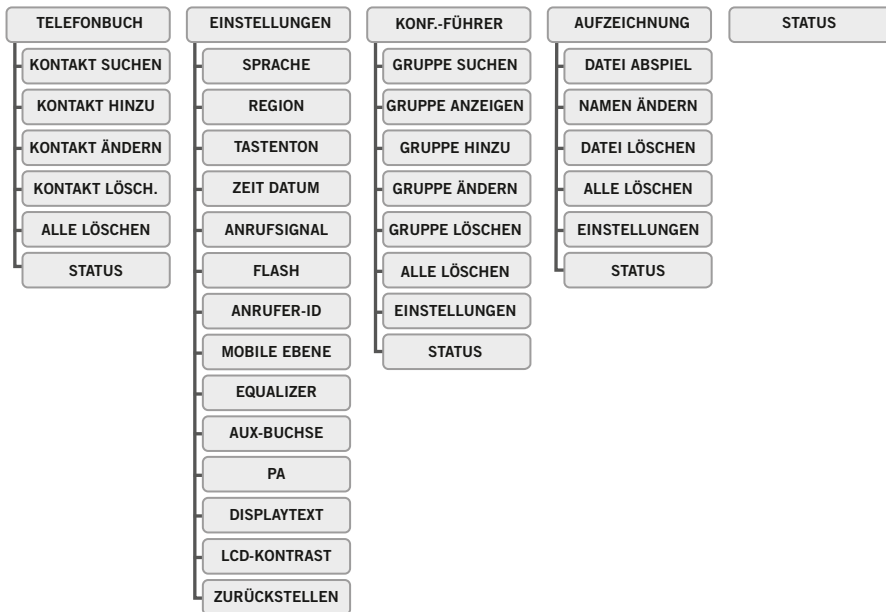 TELEFONBUCH
KONTAKT SUCHEN
KONTAKT HINZU
KONTAKT ÄNDERN
KONTAKT LÖSCH.
ALLE LÖSCHEN
STATUS
EINSTELLUNGEN
SPRACHE
REGION
TASTENTON
ZEIT DATUM
ANRUFSIGNAL
FLASH
ANRUFER-ID
MOBILE EBENE
EQUALIZER
AUX-BUCHSE
PA
DISPLAYTEXT
LCD-KONTRAST
ZURÜCKSTELLEN
KONF.-FÜHRER
GRUPPE SUCHEN
GRUPPE ANZEIGEN
GRUPPE HINZU
GRUPPE ÄNDERN
GRUPPE LÖSCHEN
ALLE LÖSCHEN
EINSTELLUNGEN
STATUS
AUFZEICHNUNG
DATEI ABSPIEL
NAMEN ÄNDERN
DATEI LÖSCHEN
ALLE LÖSCHEN
EINSTELLUNGEN
STATUS
STATUS